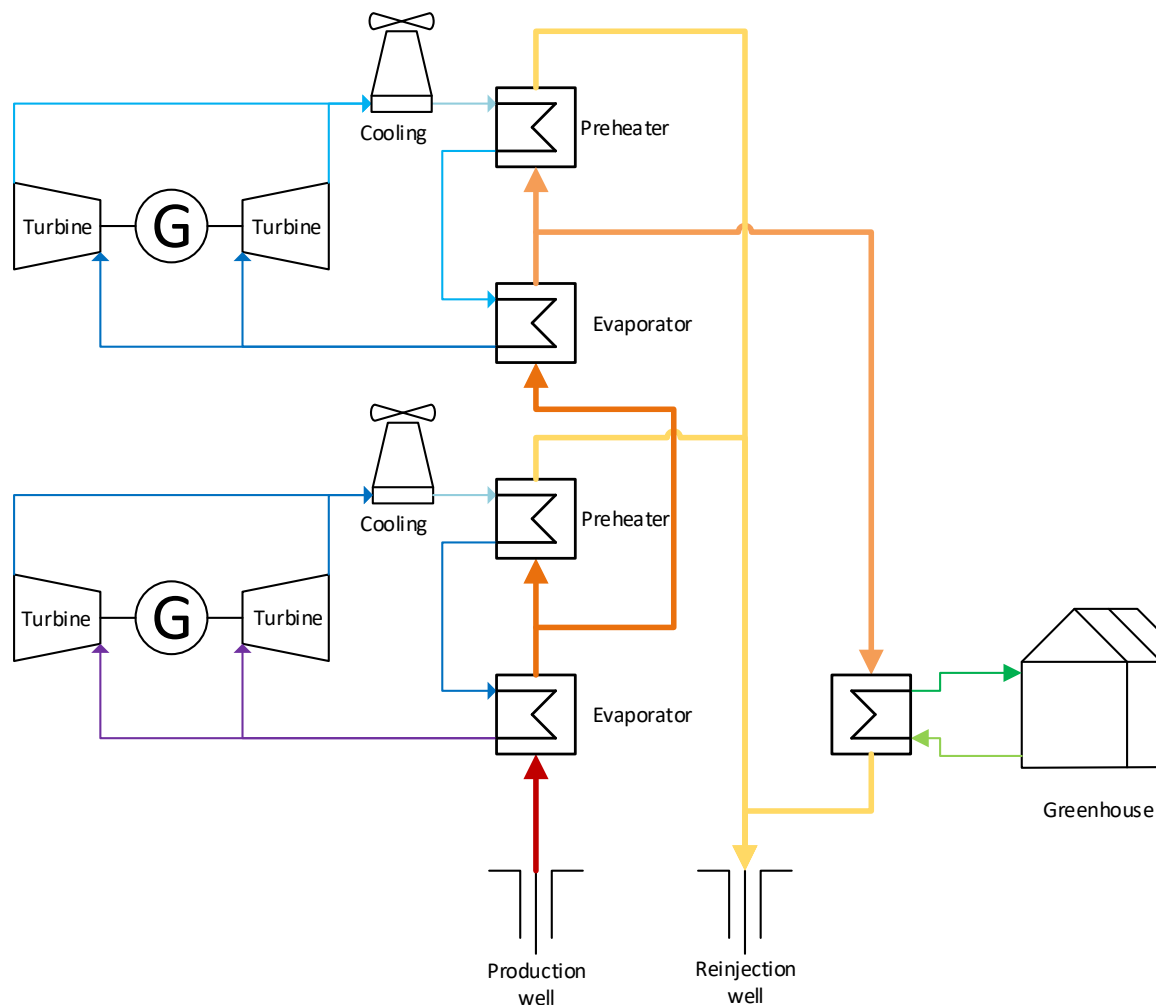 Cooling
Preheater
Turbine
G
Turbine
Evaporator
Cooling
Preheater
Turbine
G
Turbine
Evaporator
Greenhouse
Production
well
Reinjection
well